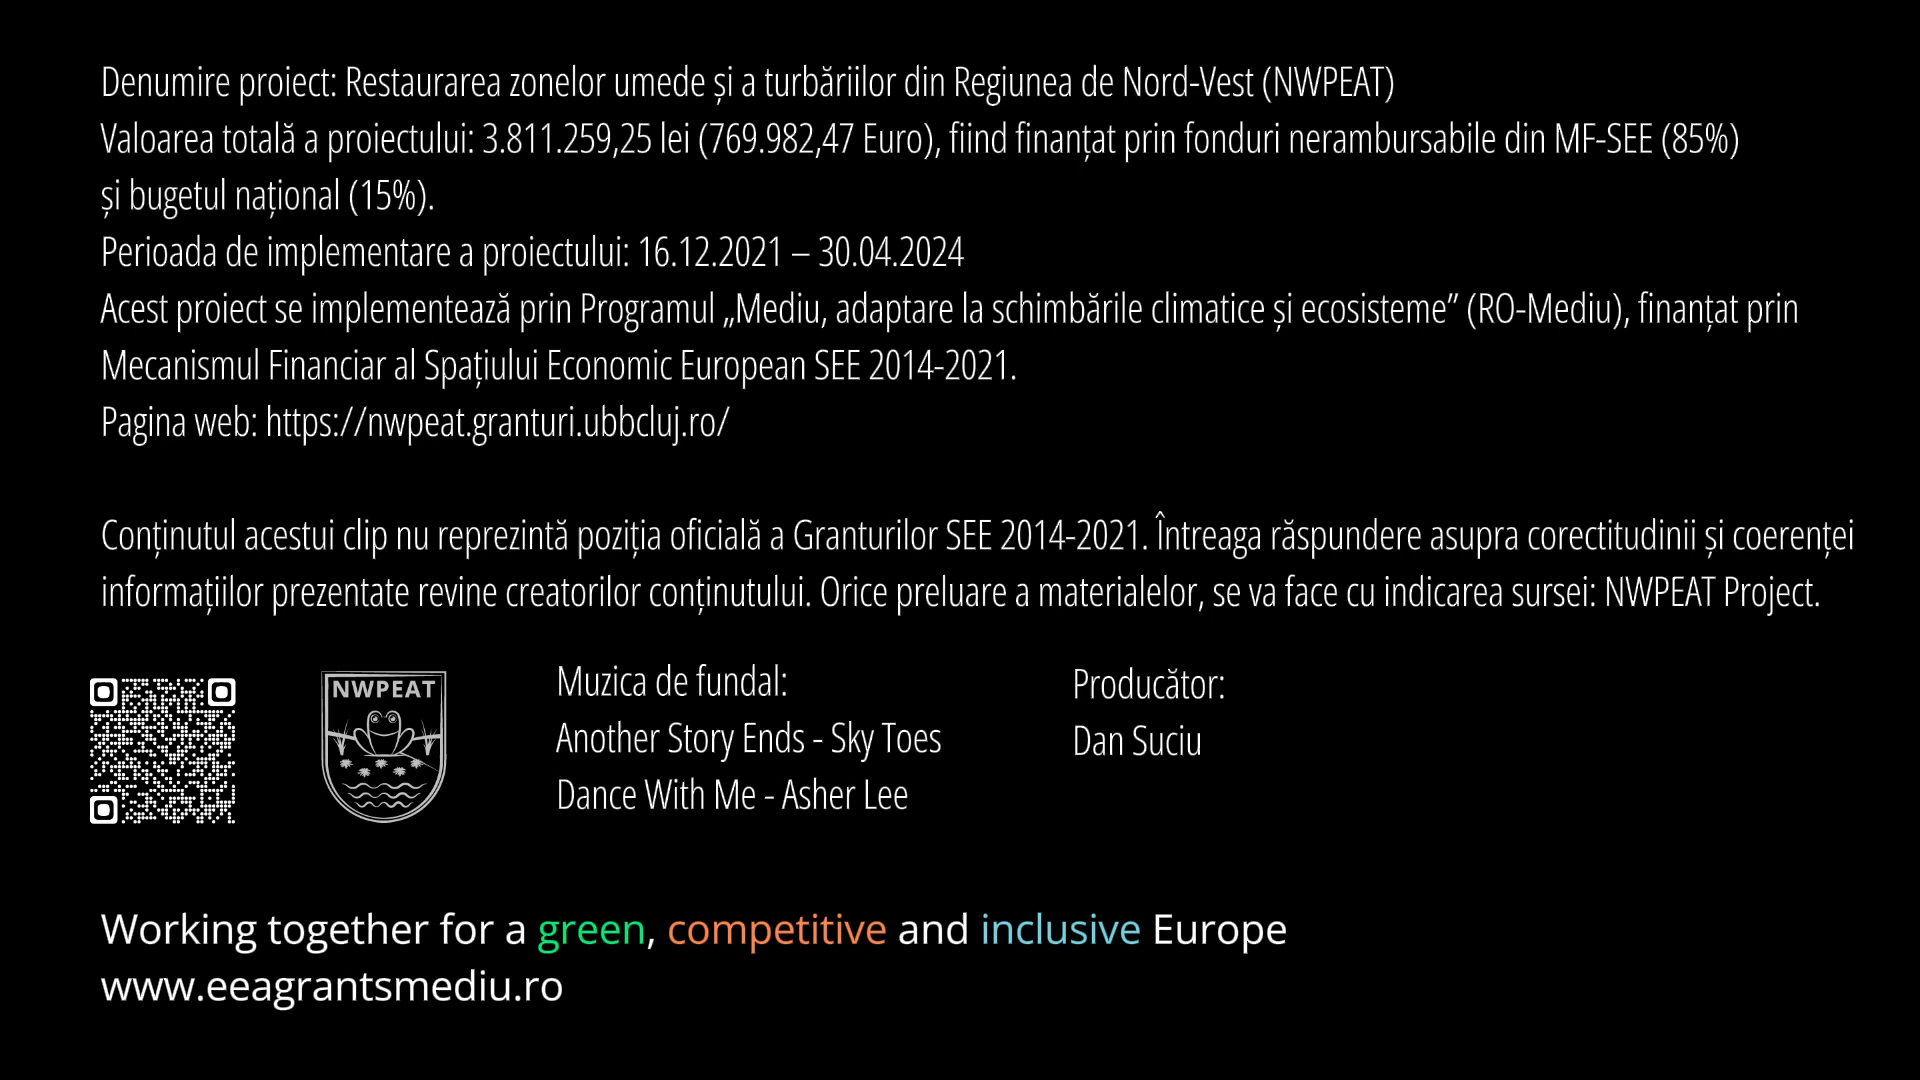 Denumire proiect: Restaurarea zonelor umede și a turbăriilor din Regiunea de Nord-Vest (NWPEAT)
Valoarea totală a proiectului: 3.811.259,25 lei (769.982,47 Euro), fiind finanțat prin fonduri nerambursabile din MF-SEE (85%)
și bugetul național (15%).
Perioada de implementare a proiectului: 16.12.2021 – 30.04.2024
Acest proiect se implementează prin Programul „Mediu, adaptare la schimbările climatice și ecosisteme” (RO-Mediu), finanțat prin
Mecanismul Financiar al Spațiului Economic European SEE 2014-2021.
Pagina web: https://nwpeat.granturi.ubbcluj.ro/
Conținutul acestui clip nu reprezintă poziția oficială a Granturilor SEE 2014-2021. Întreaga răspundere asupra corectitudinii și coerenței
informațiilor prezentate revine creatorilor conținutului. Orice preluare a materialelor, se va face cu indicarea sursei: NWPEAT Project.
NWPEAT
Muzica de fundal:
Another Story Ends - Sky Toes
Dance With Me - Asher Lee
Producător:
Dan Suciu
Working together for a green, competitive and inclusive Europe
www.eeagrantsmediu.ro